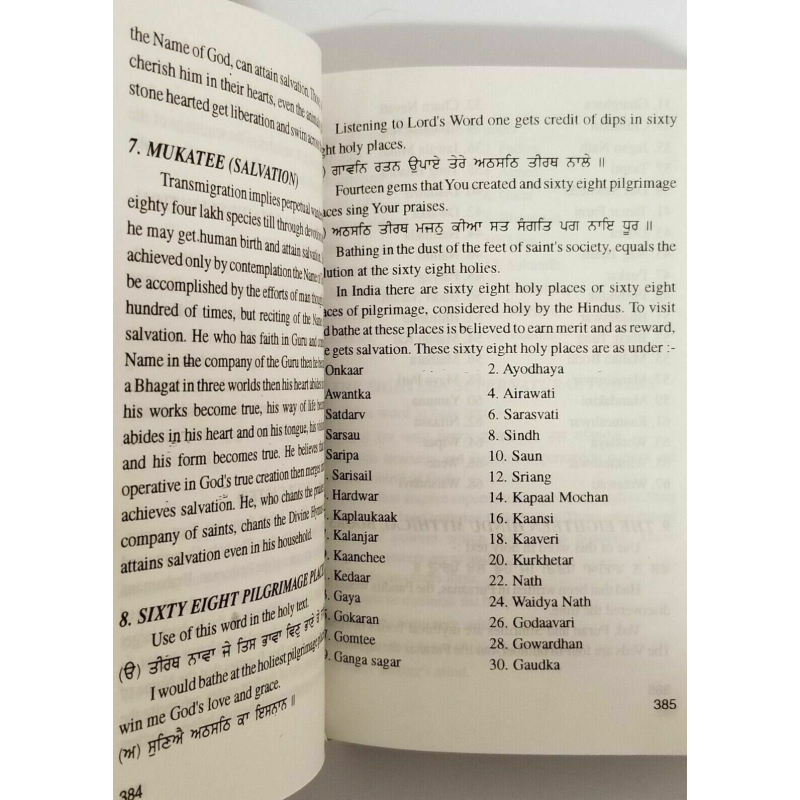 the Name of God, can attain salvation. Those
cherish him in their hearts, even the animals
stone hearted get liberation and swim across
7. MUKATEE (SALVATION)
Transmigration implies perpetual
eighty four lakh species till through devotion
he may get.human birth and attain salvation.
achieved only by contemplation the Name of
be accomplished by the efforts of man though
hundred of times, but reciting of the Name
salvation. He who has faith in Guru and
Name in the company of the Guru then he
a Bhagat in three worlds then his heart abides
his works become true, his way of life
abides in his heart and on his tongue, his
and his form becomes true. He believes
operative in God's true creation then merges
achieves salvation. He, who chants the
company of saints, chants the Divine
attains salvation even in his household.
8. SIXTY EIGHT PILGRIMAGE
Use of this word in the holy text.
(ੳ) ਤੀਰਥ ਨਾਵਾ ਜੇ ਤਿਸ ਭਾਵਾ ਵਿਣੁ ਭਾਣੇ
I would bathe at the holiest pilgrimage
win me God's love and grace.
(ਅ) ਸੁਣਿਐ ਅਠਸਠਿ ਕਾ ਇਸਨਾਨ ॥
384
Listening to Lord's Word one gets credit of dips in sixty
ght holy places.
) ਗਾਵਨਿ ਰਤਨ ਉਪਾਏ ਤੇਰੇ ਅਠਸਠਿ ਤੀਰਥ ਨਾਲੇ ॥
Fourteen gems that You created and sixty eight pilgrimage
aces sing Your praises.
) ਅਠਸਠਿ ਤੀਰਥ ਮਜਨੁ ਕੀਆ ਸਤ ਸੰਗਤਿ ਪਗ ਨਾਇ ਧੂਰ ॥
Bathing in the dust of the feet of saint's society, equals the
lution at the sixty eight holies.
In India there are sixty eight holy places or sixty eight
aces of pilgrimage, considered holy by the Hindus. To visit
d bathe at these places is believed to earn merit and as reward,
e gets salvation. These sixty eight holy places are as under :-
Onkaar 2. Ayodhaya
Awantka 4. Airawati
Satdarv 6. Sarasvati
Sarsau 8. Sindh
Saripa 10. Saun
. Sarisail 12. Sriang
. Hardwar 14. Kapaal Mochan
. Kaplaukaak 16. Kaansi
. Kalanjar 18. Kaaveri
. Kaanchee 20. Kurkhetar
. Kedaar 22. Nath
. Gaya 24. Waidya Nath
. Gokaran 26. Godaavari
. Gomtee 28. Gowardhan
. Ganga sagar 30. Gaudka
385